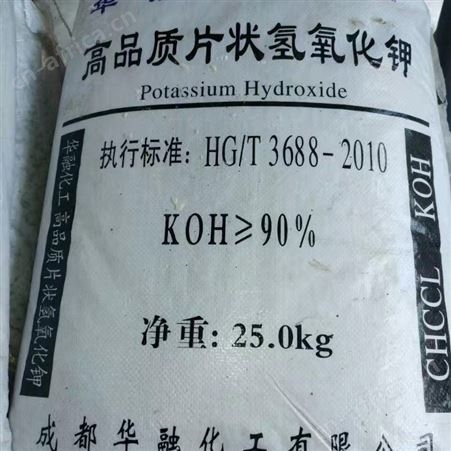 高品质片状氢氧化钾
Potassium Hydroxide
执行标准: HG/T 3688-2010
KOH≥90%
净重: 25.0kg
成都华融化工有限公司
华融化工 高品质片状氢氧化钾
CHCCL KOH